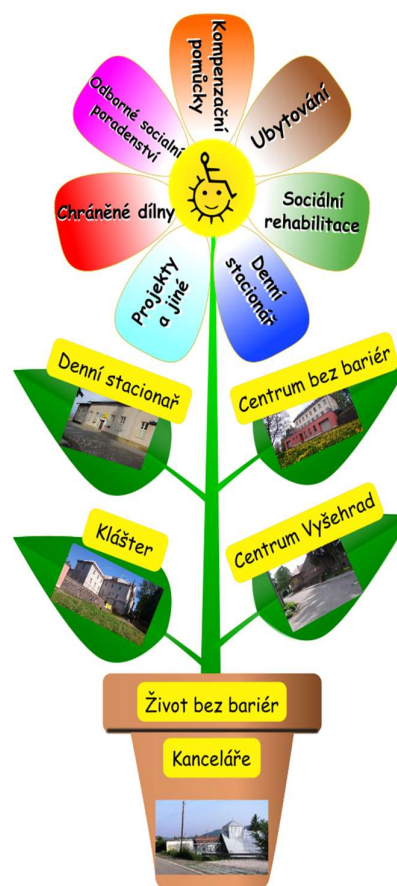 Kompenzační
pomůcky
Ubytování
Sociální
rehabilitace
Denní
stacionář
Projekty
a jiné
Chráněné dílny
Odborné socialní
poradenství
Denní stacionař
Centrum bez bariér
Klášter
Centrum Vyšehrad
Život bez bariér
Kanceláře